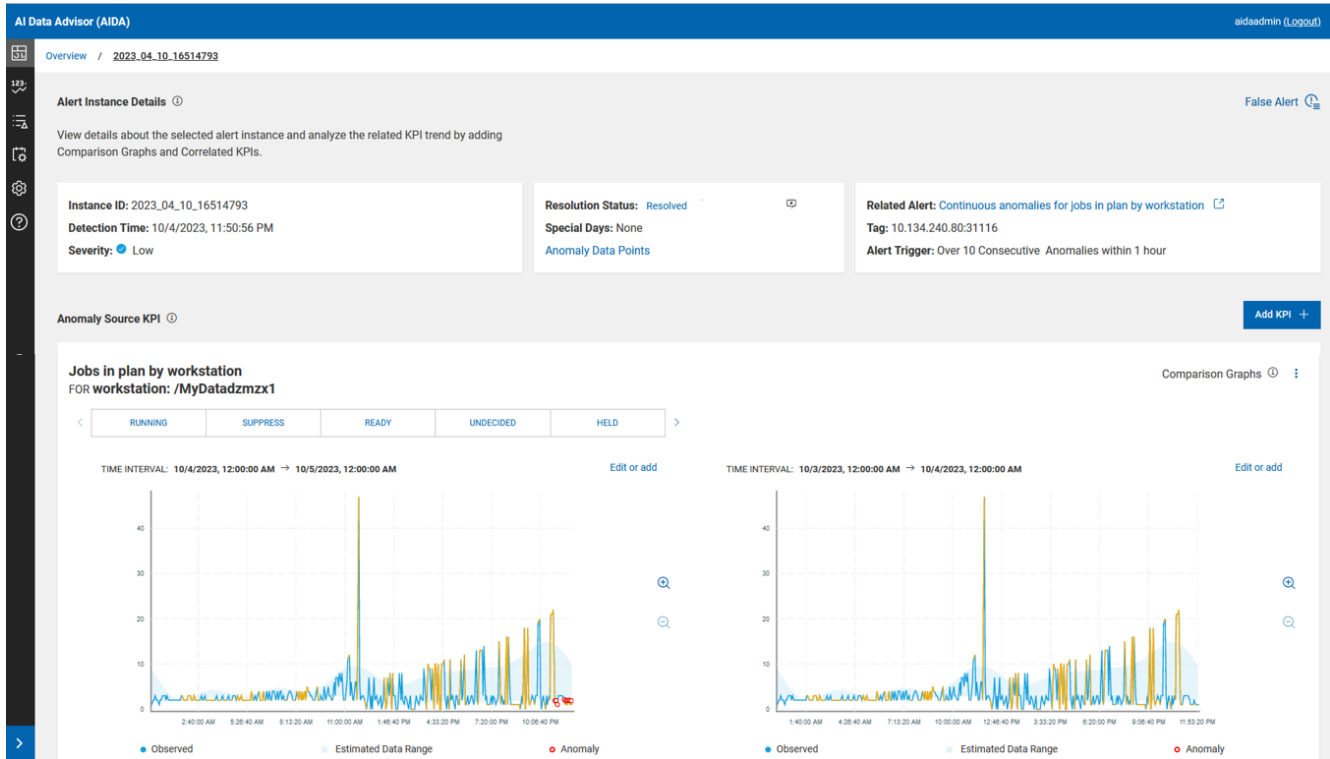 AI Data Advisor (AIDA)
aidaadmin (Logout)
Overview / 2023_04_10_16514793
Alert Instance Details
False Alert
View details about the selected alert instance and analyze the related KPI trend by adding
Comparison Graphs and Correlated KPIs.
Instance ID: 2023_04_10_16514793
Detection Time: 10/4/2023, 11:50:56 PM
Severity: Low
Resolution Status: Resolved
Special Days: None
Anomaly Data Points
Related Alert: Continuous anomalies for jobs in plan by workstation
Tag: 10.134.240.80:31116
Alert Trigger: Over 10 Consecutive Anomalies within 1 hour
Anomaly Source KPI
Add KPI +
Jobs in plan by workstation
FOR workstation: /MyDatadzmzx1
Comparison Graphs
RUNNING SUPPRESS READY UNDECIDED HELD
TIME INTERVAL: 10/4/2023, 12:00:00 AM → 10/5/2023, 12:00:00 AM
Edit or add
40
30
20
10
0
2:40:00 AM 5:26:40 AM 8:13:20 AM 11:00:00 AM 1:46:40 PM 4:33:20 PM 7:20:00 PM 10:06:40 PM
Observed Estimated Data Range Anomaly
TIME INTERVAL: 10/3/2023, 12:00:00 AM → 10/4/2023, 12:00:00 AM
Edit or add
40
30
20
10
0
1:40:00 AM 4:26:40 AM 7:13:20 AM 10:00:00 AM 12:46:40 PM 3:33:20 PM 6:20:00 PM 9:06:40 PM 11:53:20 PM
Observed Estimated Data Range Anomaly